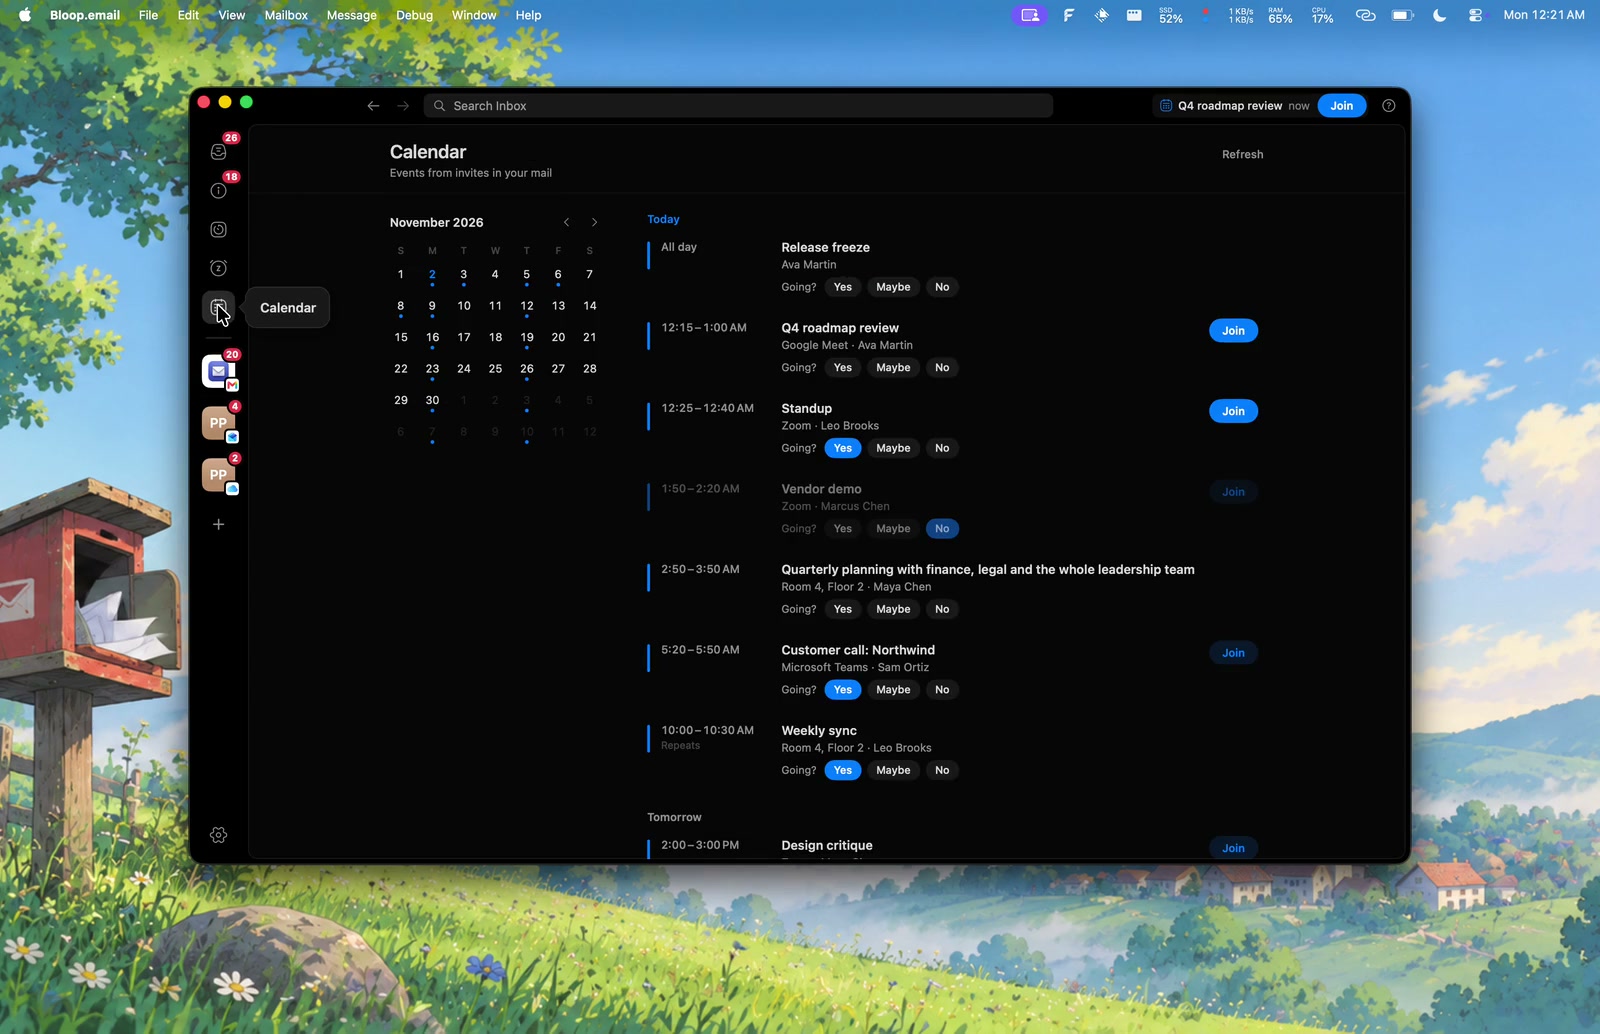 Bloop.email File Edit View Mailbox Message Debug Window Help
SSD 52% 1 KB/s 1 KB/s RAM 65% CPU 17% Mon 12:21 AM
Search Inbox
Q4 roadmap review now Join
26
18
Calendar
20
PP 4
PP 2
Calendar
Events from invites in your mail
Refresh
November 2026
S M T W T F S
1 2 3 4 5 6 7
8 9 10 11 12 13 14
15 16 17 18 19 20 21
22 23 24 25 26 27 28
29 30 1 2 3 4 5
6 7 8 9 10 11 12
Today
All day Release freeze
Ava Martin
Going? Yes Maybe No
12:15–1:00 AM Q4 roadmap review Join
Google Meet · Ava Martin
Going? Yes Maybe No
12:25–12:40 AM Standup Join
Zoom · Leo Brooks
Going? Yes Maybe No
1:50–2:20 AM Vendor demo Join
Zoom · Marcus Chen
Going? Yes Maybe No
2:50–3:50 AM Quarterly planning with finance, legal and the whole leadership team
Room 4, Floor 2 · Maya Chen
Going? Yes Maybe No
5:20–5:50 AM Customer call: Northwind Join
Microsoft Teams · Sam Ortiz
Going? Yes Maybe No
10:00–10:30 AM Weekly sync
Repeats Room 4, Floor 2 · Leo Brooks
Going? Yes Maybe No
Tomorrow
2:00–3:00 PM Design critique Join